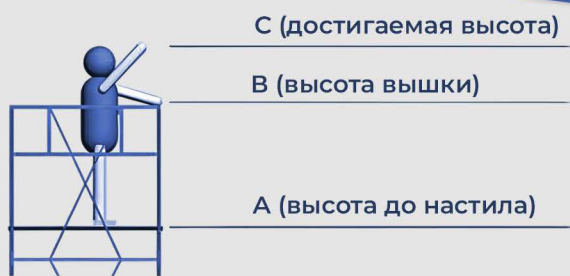 С (достигаемая высота)
В (высота вышки)
А (высота до настила)